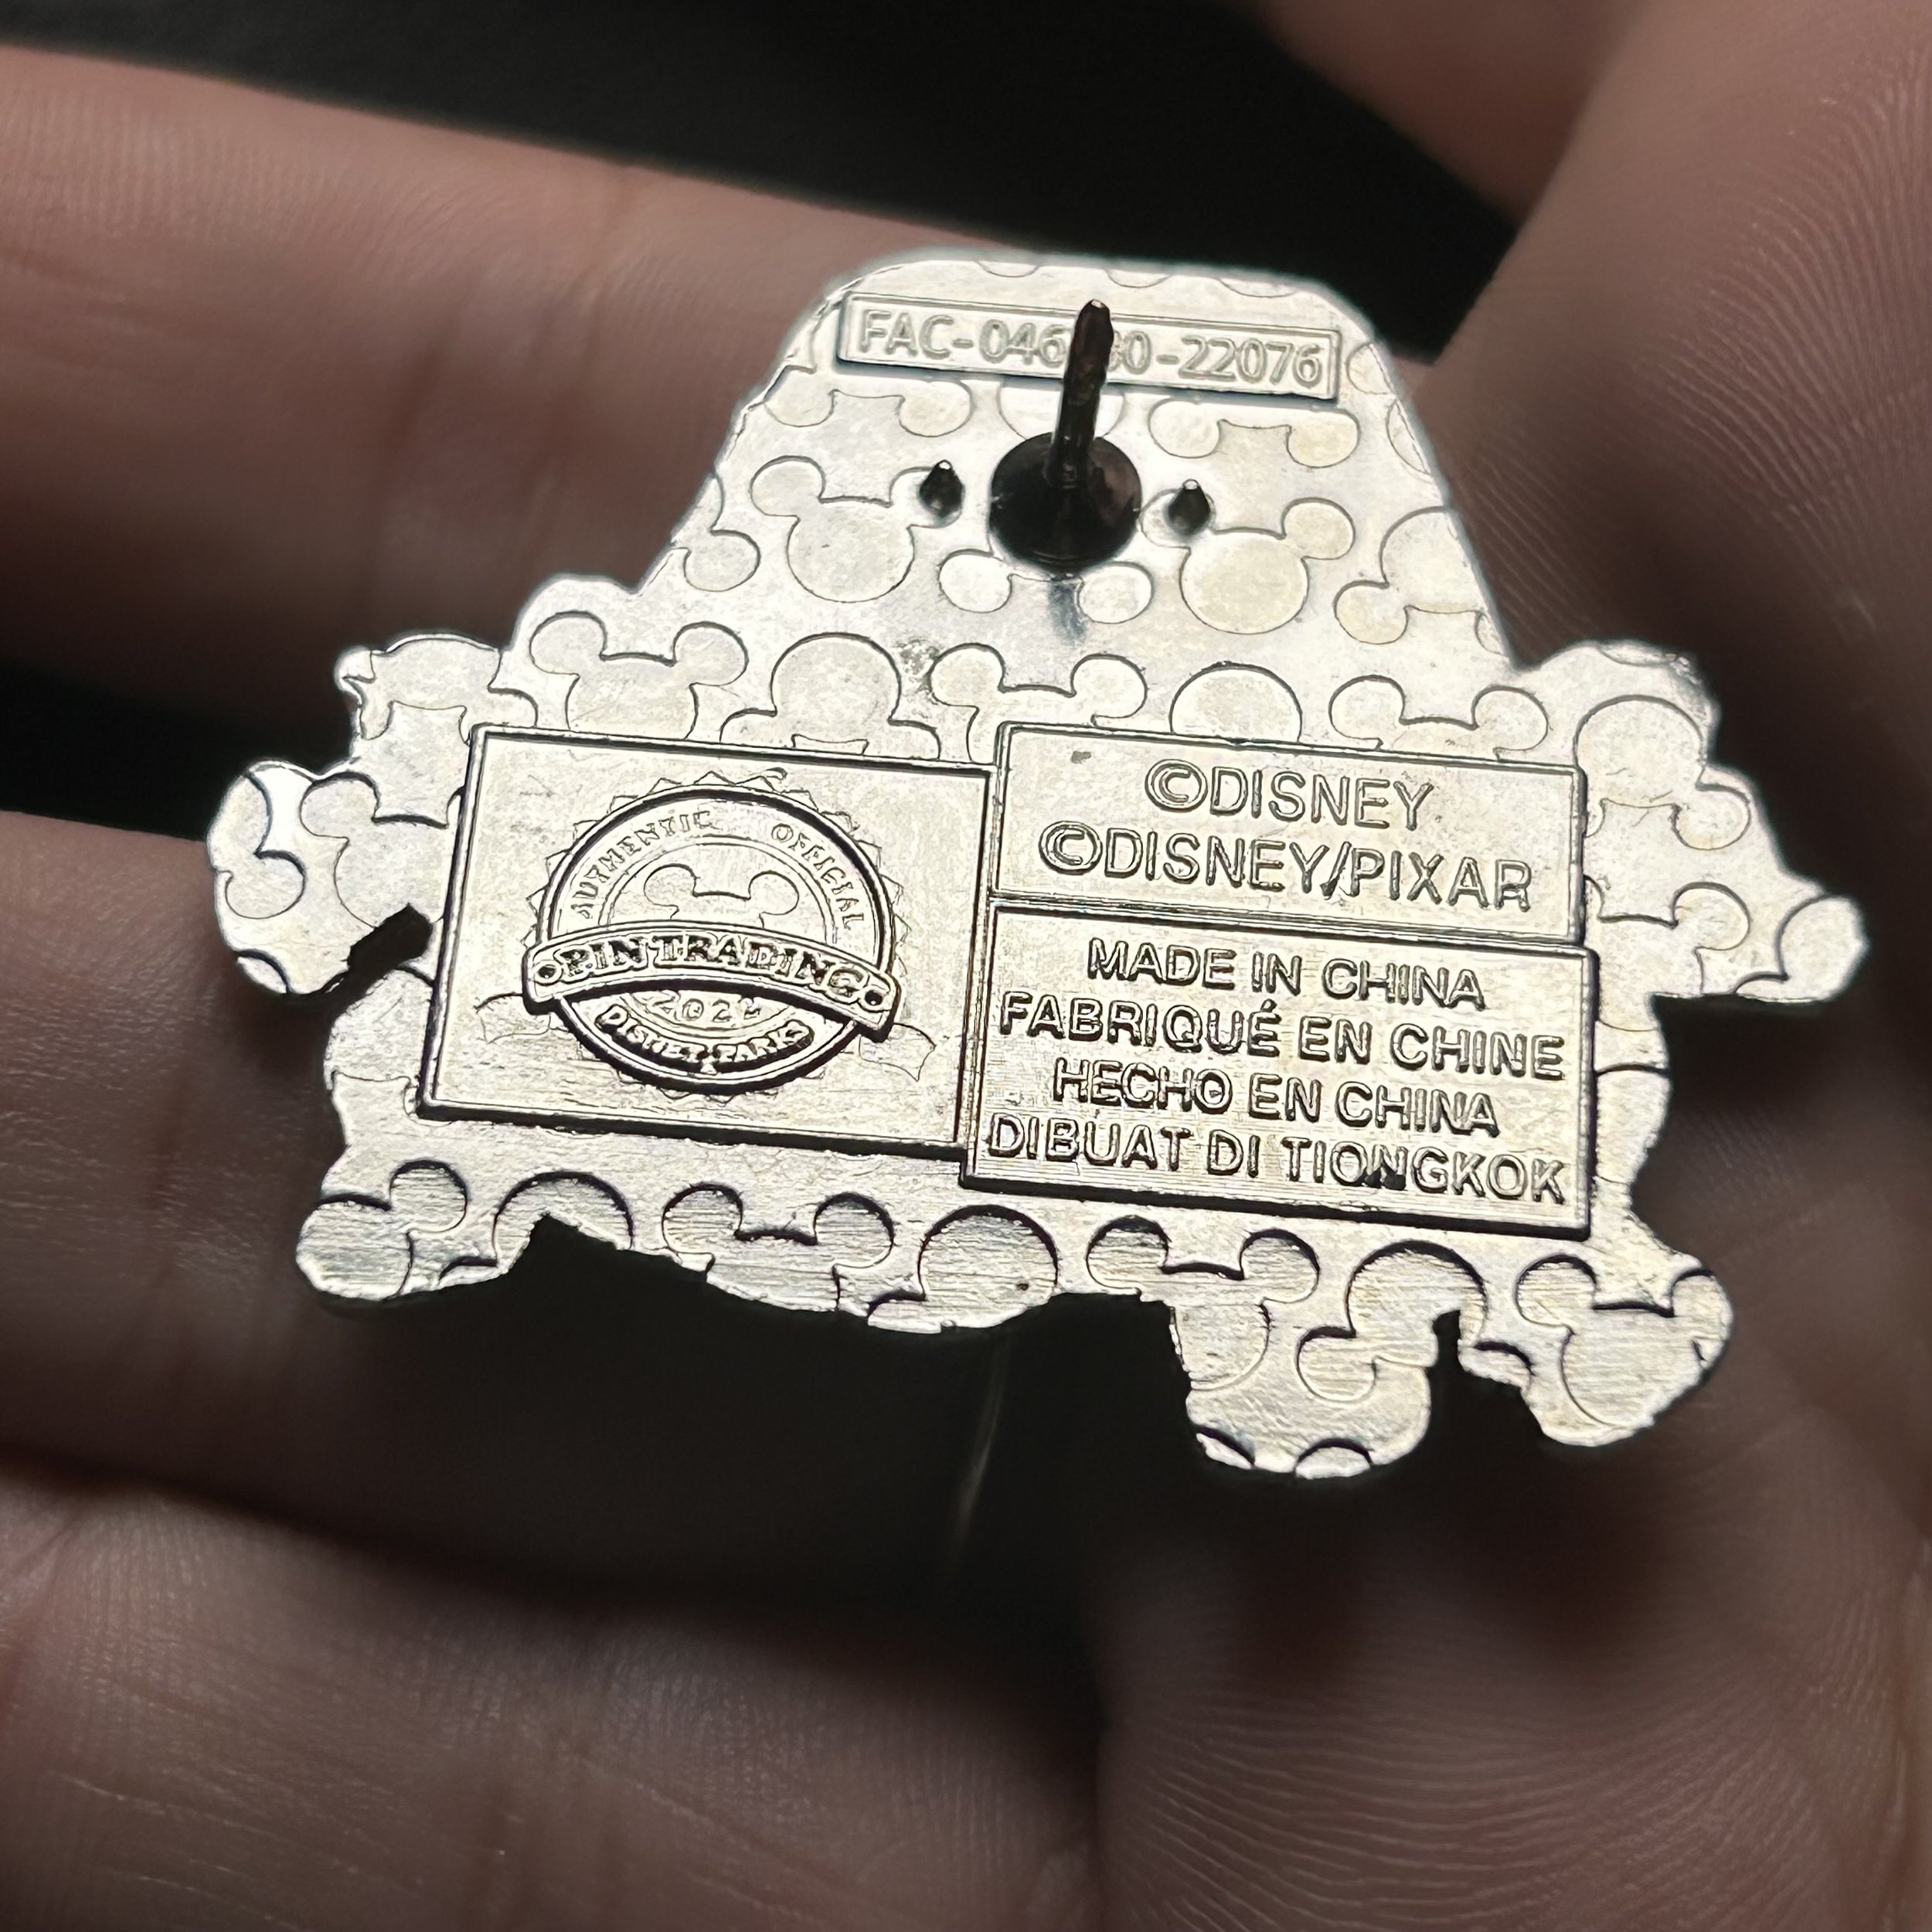 ©DISNEY
©DISNEY/PIXAR
AUTHENTIC OFFICIAL
PIN TRADING
2022
DISNEY PARKS
MADE IN CHINA
FABRIQUÉ EN CHINE
HECHO EN CHINA
DIBUAT DI TIONGKOK